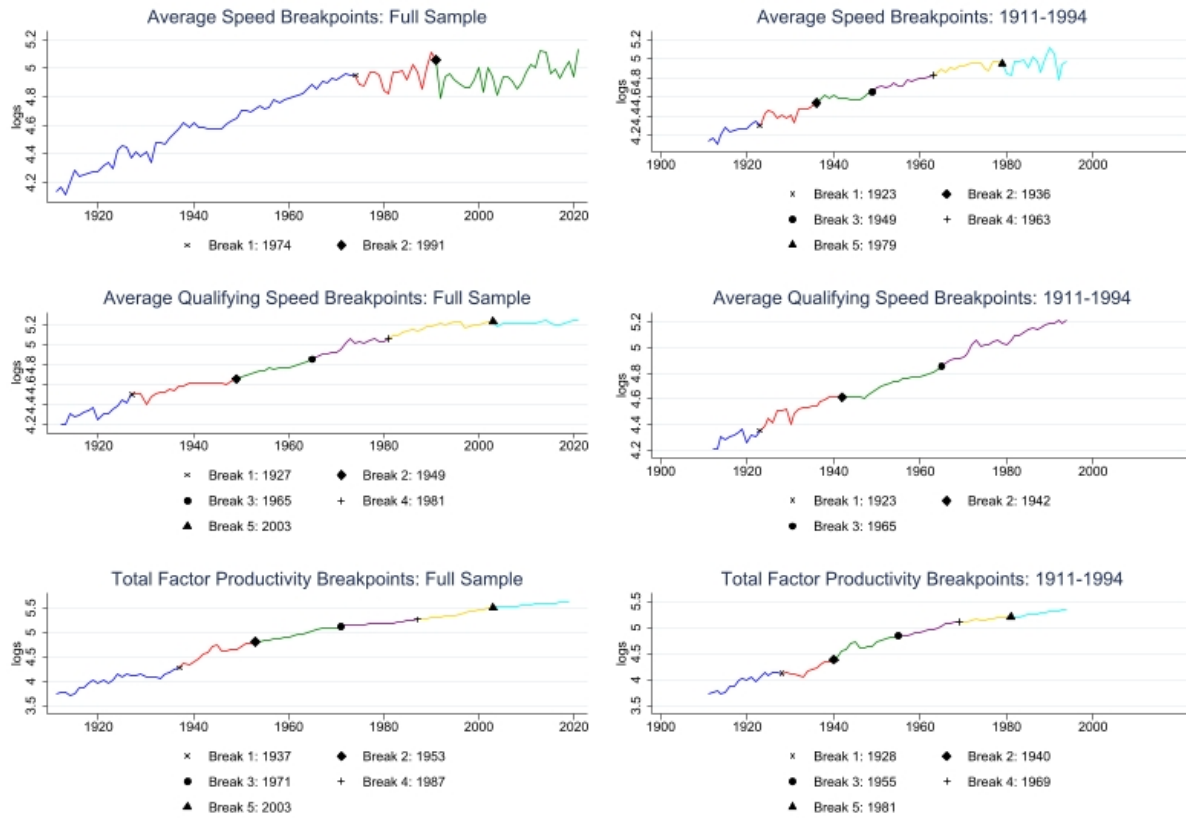 Average Speed Breakpoints: Full Sample
logs
5.2
5
4.8
4.6
4.4
4.2
1920 1940 1960 1980 2000 2020
Break 1: 1974 Break 2: 1991
Average Speed Breakpoints: 1911-1994
logs
5.2
5
4.8
4.6
4.4
4.2
1900 1920 1940 1960 1980 2000
Break 1: 1923 Break 2: 1936
Break 3: 1949 Break 4: 1963
Break 5: 1979
Average Qualifying Speed Breakpoints: Full Sample
logs
5.2
5
4.8
4.6
4.4
4.2
1920 1940 1960 1980 2000 2020
Break 1: 1927 Break 2: 1949
Break 3: 1965 Break 4: 1981
Break 5: 2003
Average Qualifying Speed Breakpoints: 1911-1994
logs
5.2
5
4.8
4.6
4.4
4.2
1900 1920 1940 1960 1980 2000
Break 1: 1923 Break 2: 1942
Break 3: 1965
Total Factor Productivity Breakpoints: Full Sample
logs
5.5
5
4.5
4
3.5
1920 1940 1960 1980 2000 2020
Break 1: 1937 Break 2: 1953
Break 3: 1971 Break 4: 1987
Break 5: 2003
Total Factor Productivity Breakpoints: 1911-1994
logs
5.5
5
4.5
4
3.5
1900 1920 1940 1960 1980 2000
Break 1: 1928 Break 2: 1940
Break 3: 1955 Break 4: 1969
Break 5: 1981